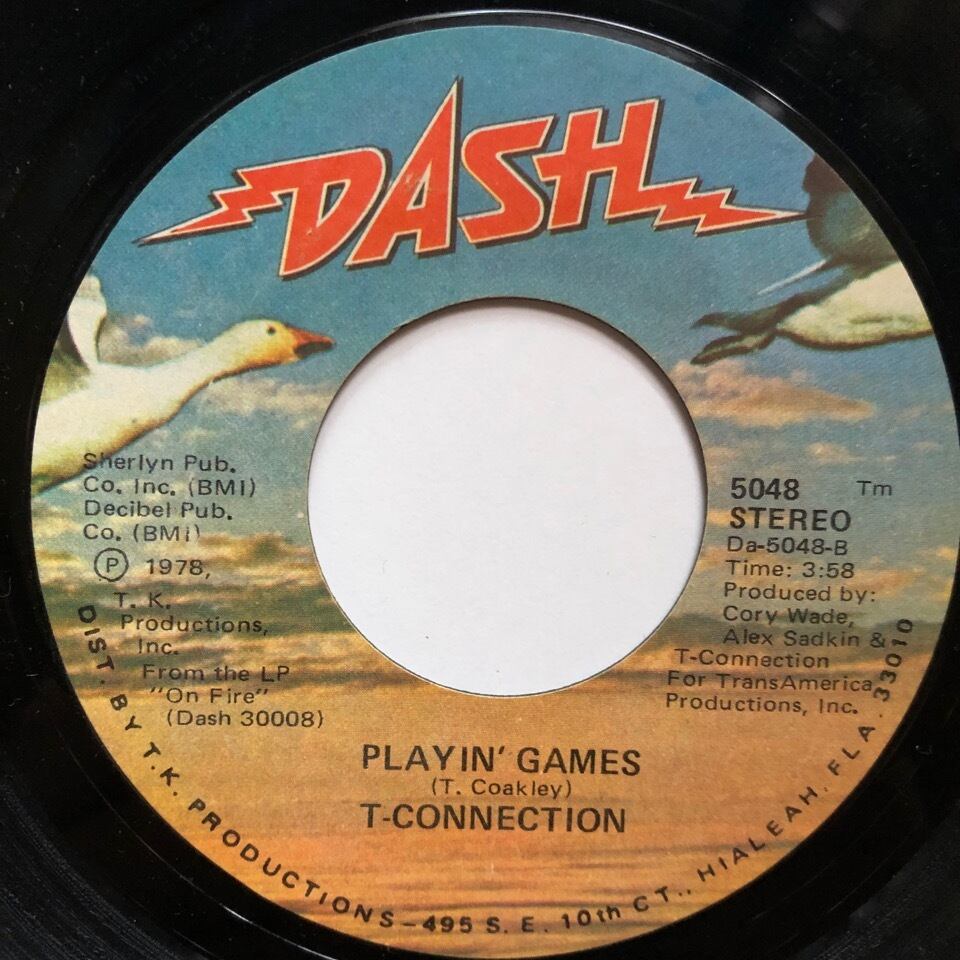 DASH
Sherlyn Pub.
Co. Inc. (BMI)
Decibel Pub.
Co. (BMI)
Ⓟ 1978,
T. K.
Productions,
Inc.
From the LP
"On Fire"
(Dash 30008)
5048 Tm
STEREO
Da-5048-B
Time: 3:58
Produced by:
Cory Wade,
Alex Sadkin &
T-Connection
For TransAmerica
Productions, Inc.
PLAYIN' GAMES
(T. Coakley)
T-CONNECTION
DIST. BY T.K. PRODUCTIONS-495 S. E. 10th CT., HIALEAH, FLA. 33010